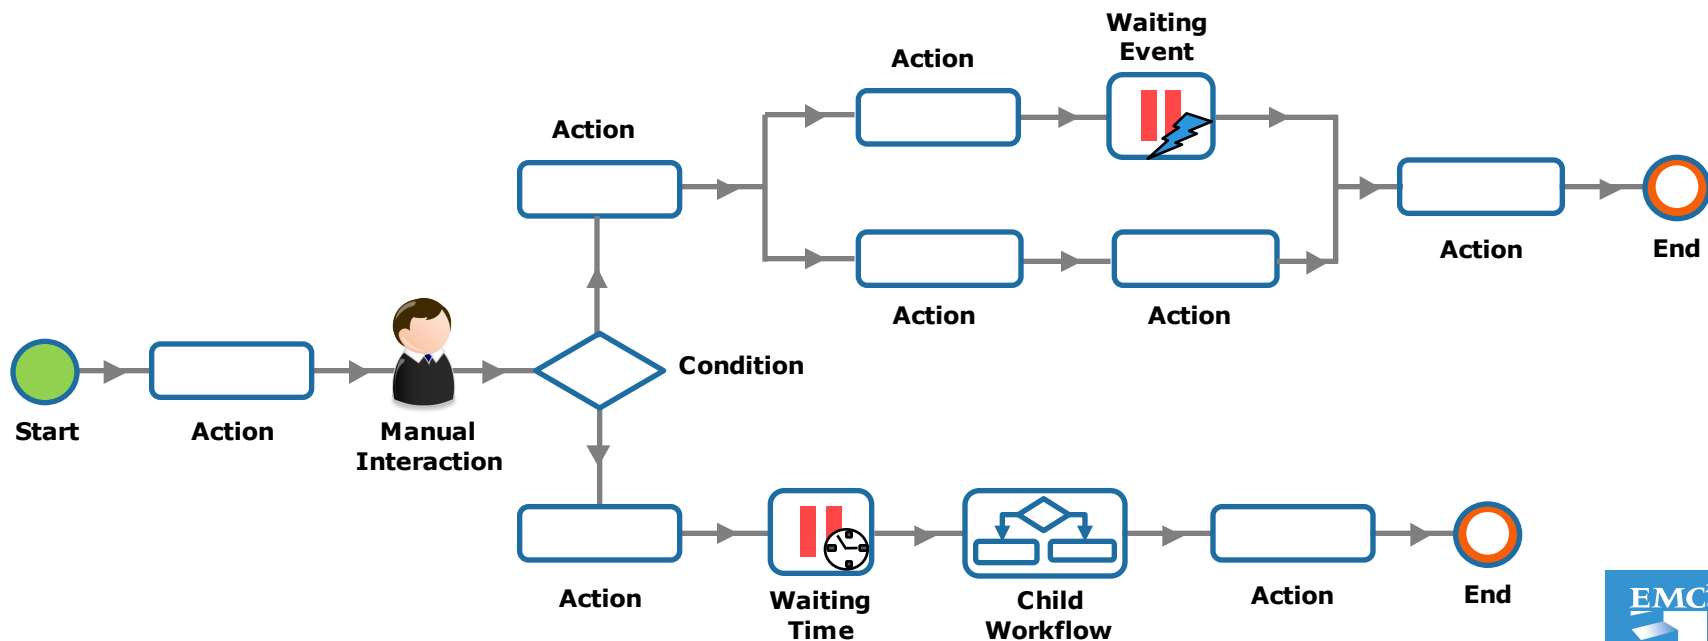 Waiting
Event
Action
Action
Action
End
Action
Action
Condition
Start
Action
Manual
Interaction
Action
Waiting
Time
Child
Workflow
Action
End
EMC